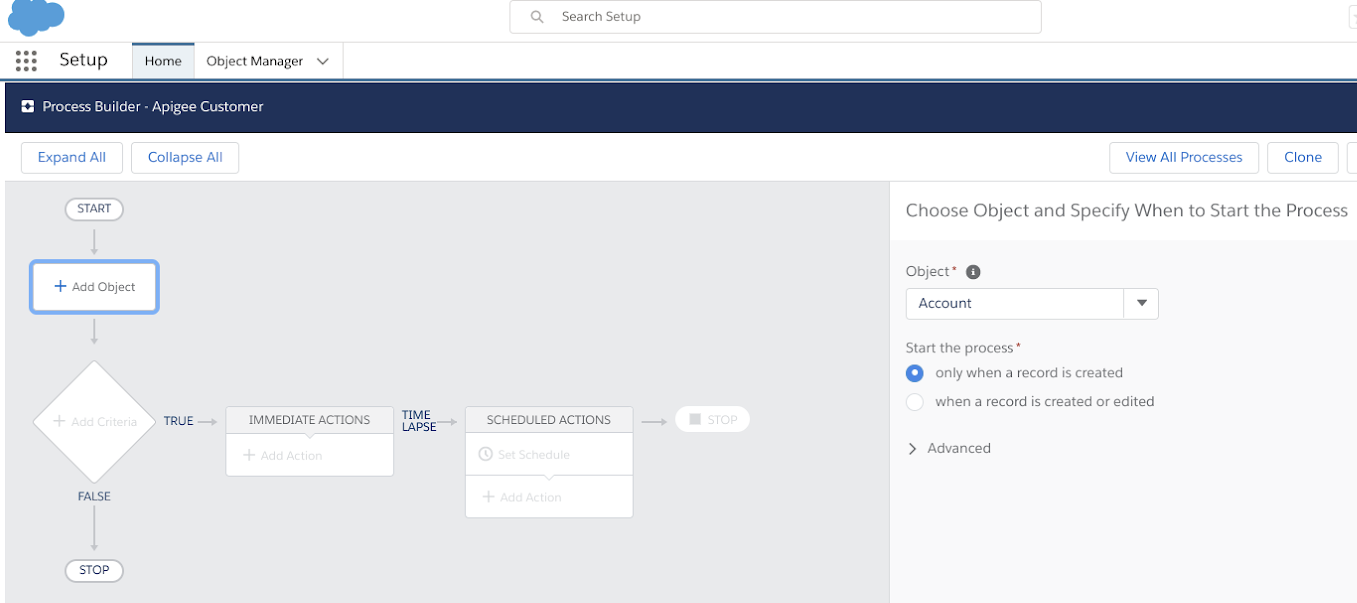 Search Setup
Setup
Home
Object Manager
Process Builder - Apigee Customer
Expand All
Collapse All
View All Processes
Clone
START
+ Add Object
+ Add Criteria
TRUE
IMMEDIATE ACTIONS
+ Add Action
TIME
LAPSE
SCHEDULED ACTIONS
Set Schedule
+ Add Action
STOP
FALSE
STOP
Choose Object and Specify When to Start the Process
Object*
Account
Start the process*
only when a record is created
when a record is created or edited
Advanced